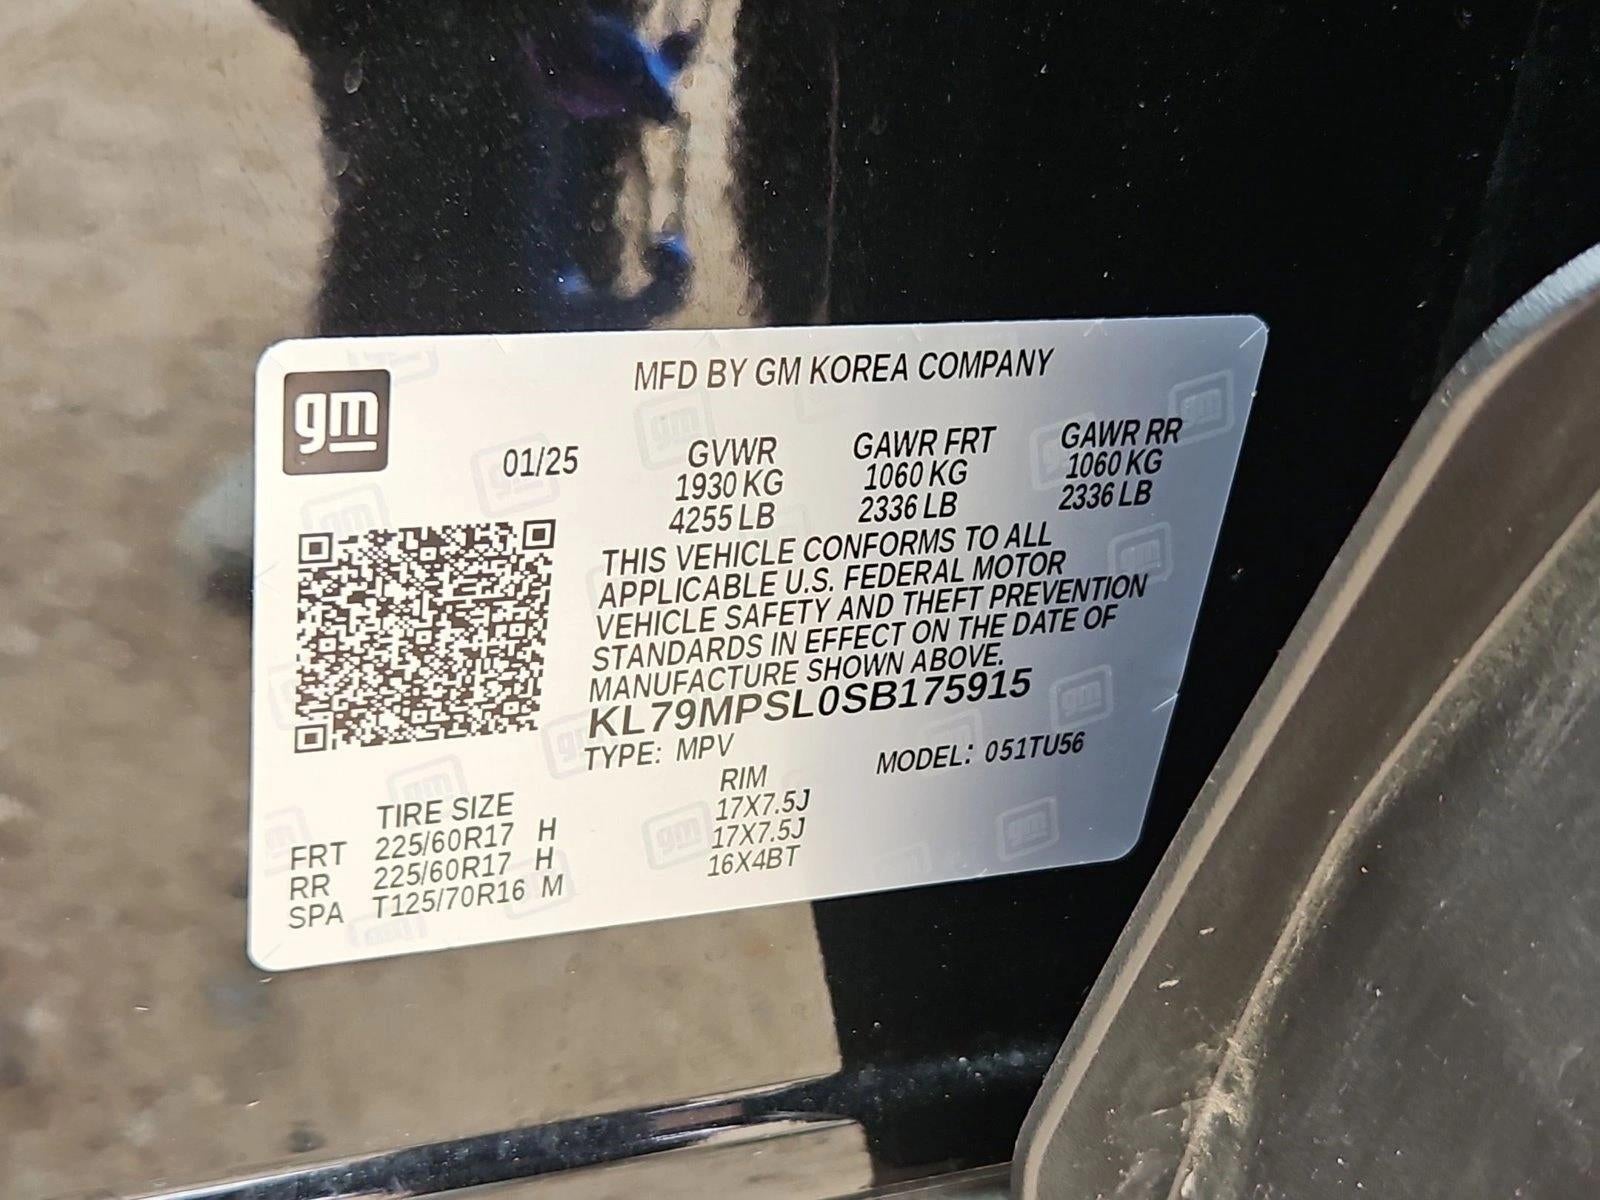 gm
MFD BY GM KOREA COMPANY
01/25
GVWR GAWR FRT GAWR RR
1930 KG 1060 KG 1060 KG
4255 LB 2336 LB 2336 LB
THIS VEHICLE CONFORMS TO ALL
APPLICABLE U.S. FEDERAL MOTOR
VEHICLE SAFETY AND THEFT PREVENTION
STANDARDS IN EFFECT ON THE DATE OF
MANUFACTURE SHOWN ABOVE.
KL79MPSL0SB175915
TYPE: MPV MODEL: 051TU56
TIRE SIZE RIM
FRT 225/60R17 H 17X7.5J
RR 225/60R17 H 17X7.5J
SPA T125/70R16 M 16X4BT